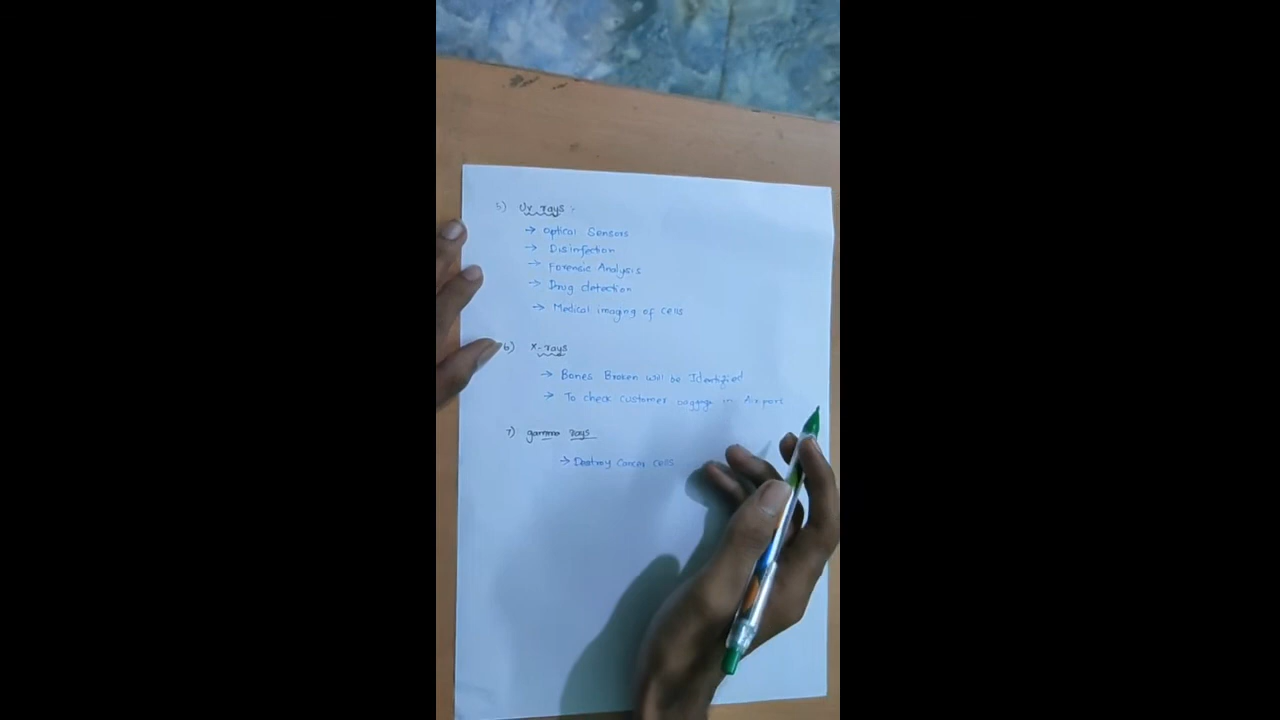 5) UV rays :-
→ Optical Sensors
→ Disinfection
→ Forensic Analysis
→ Drug detection
→ Medical imaging of cells
6) X-rays
→ Bones Broken will be Identified
→ To check customer baggage in Airports
7) gamma rays
→ Destroy Cancer cells